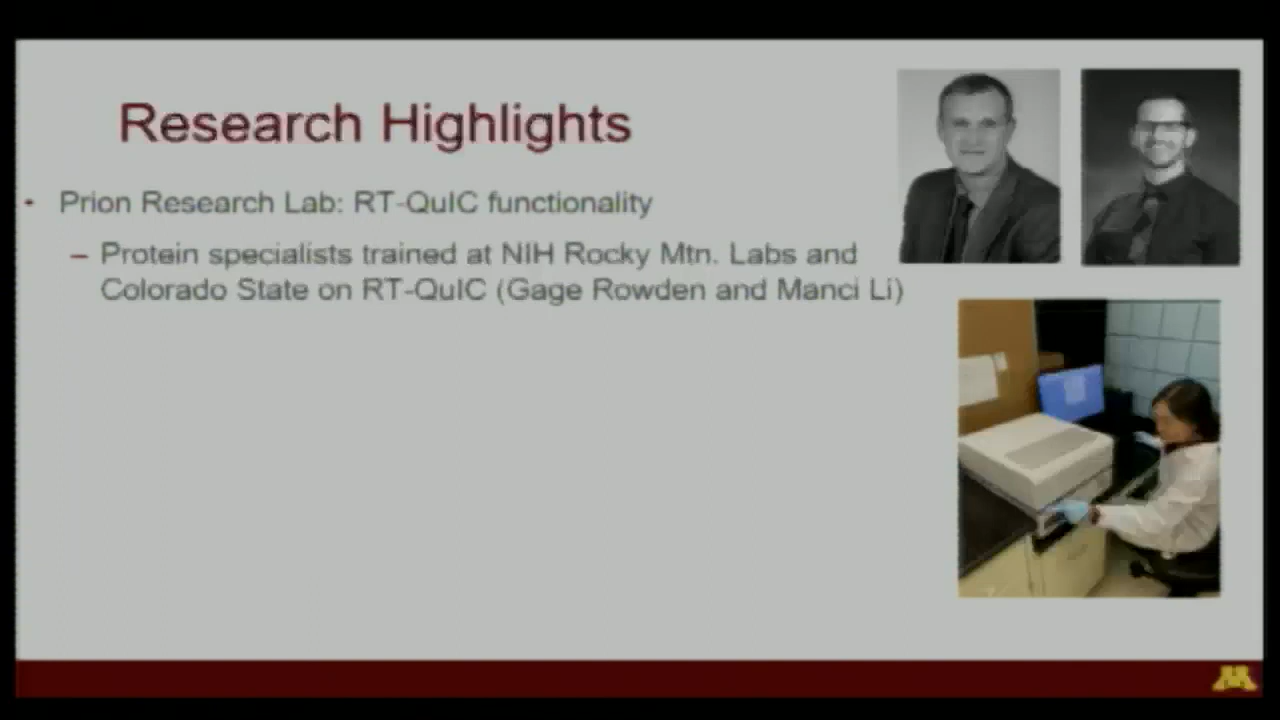 Research Highlights
• Prion Research Lab: RT-QuIC functionality
– Protein specialists trained at NIH Rocky Mtn. Labs and
Colorado State on RT-QuIC (Gage Rowden and Manci Li)
M